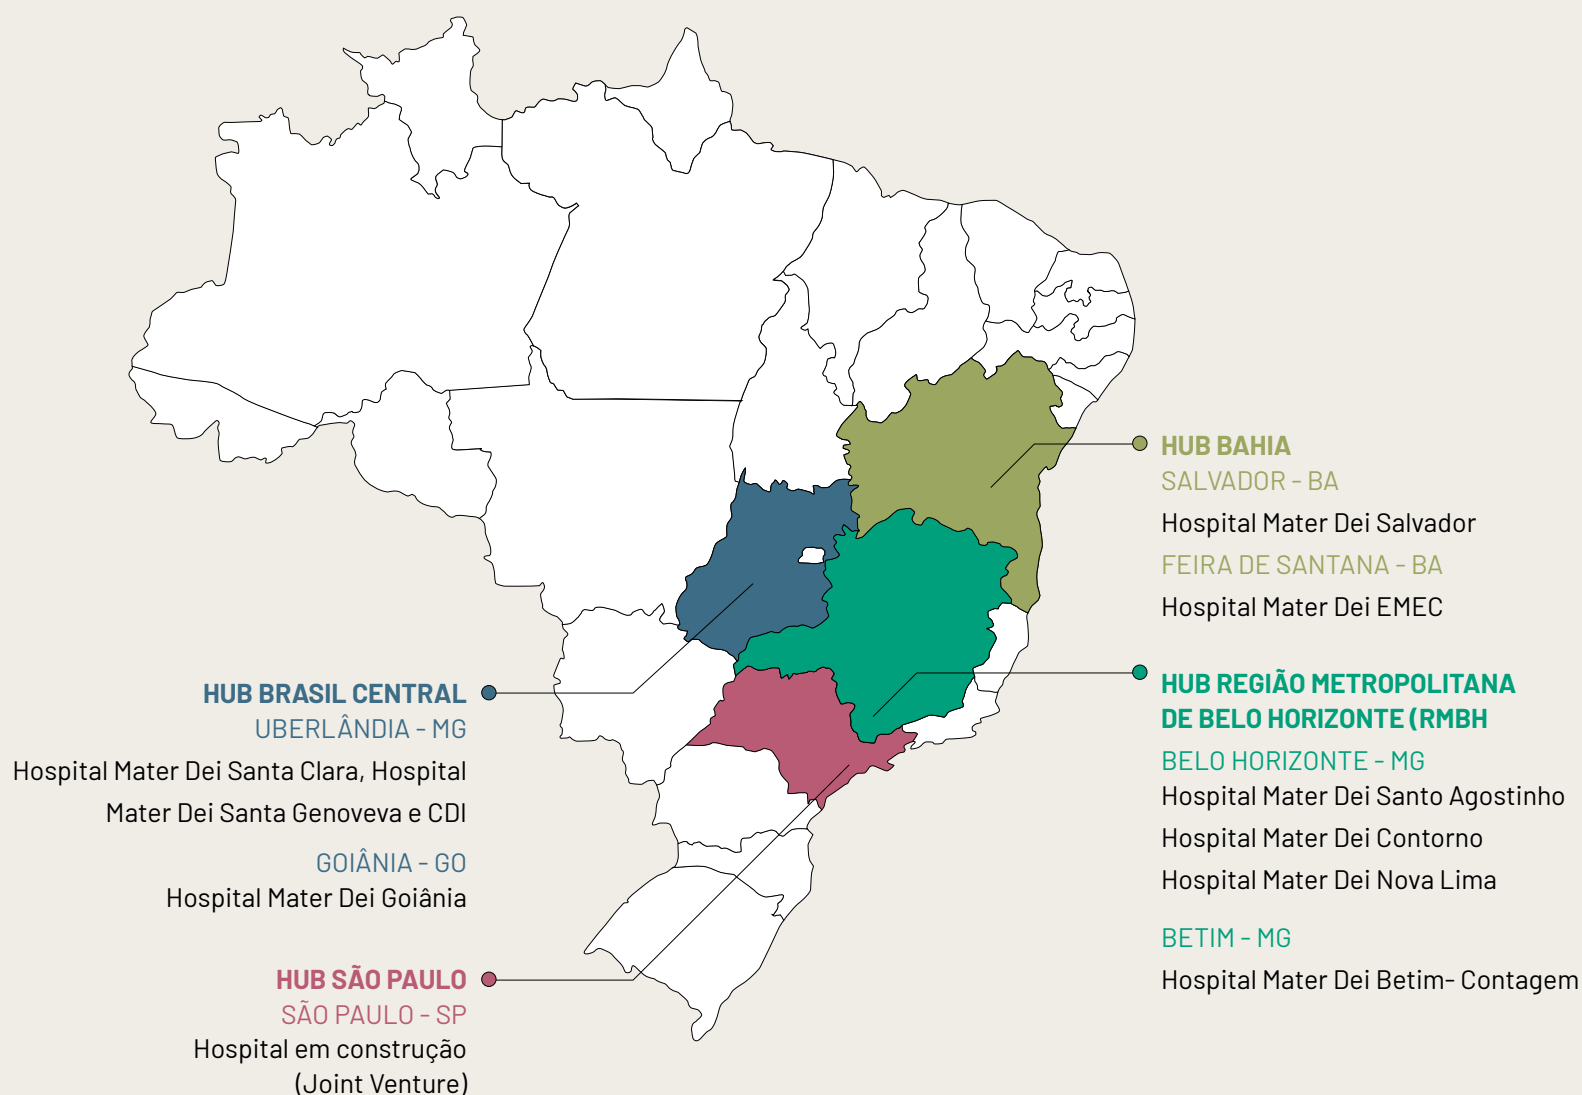 HUB BAHIA
SALVADOR - BA
Hospital Mater Dei Salvador
FEIRA DE SANTANA - BA
Hospital Mater Dei EMEC
HUB REGIÃO METROPOLITANA
DE BELO HORIZONTE (RMBH
BELO HORIZONTE - MG
Hospital Mater Dei Santo Agostinho
Hospital Mater Dei Contorno
Hospital Mater Dei Nova Lima
BETIM - MG
Hospital Mater Dei Betim- Contagem
HUB BRASIL CENTRAL
UBERLÂNDIA - MG
Hospital Mater Dei Santa Clara, Hospital
Mater Dei Santa Genoveva e CDI
GOIÂNIA - GO
Hospital Mater Dei Goiânia
HUB SÃO PAULO
SÃO PAULO - SP
Hospital em construção
(Joint Venture)